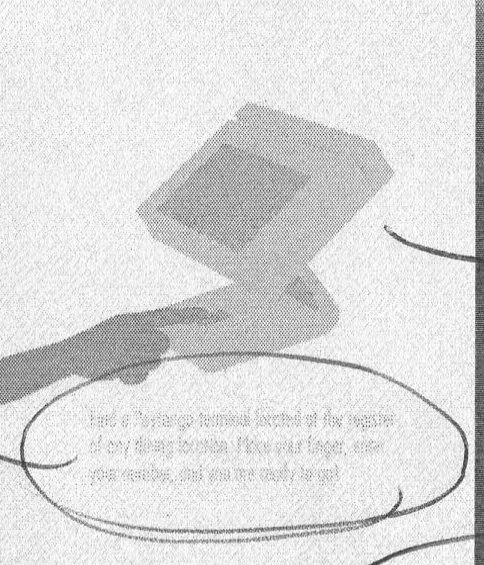 Find a Fastango terminal located at the register
of any dining location. Place your finger, enter
your number, and you are ready to go!